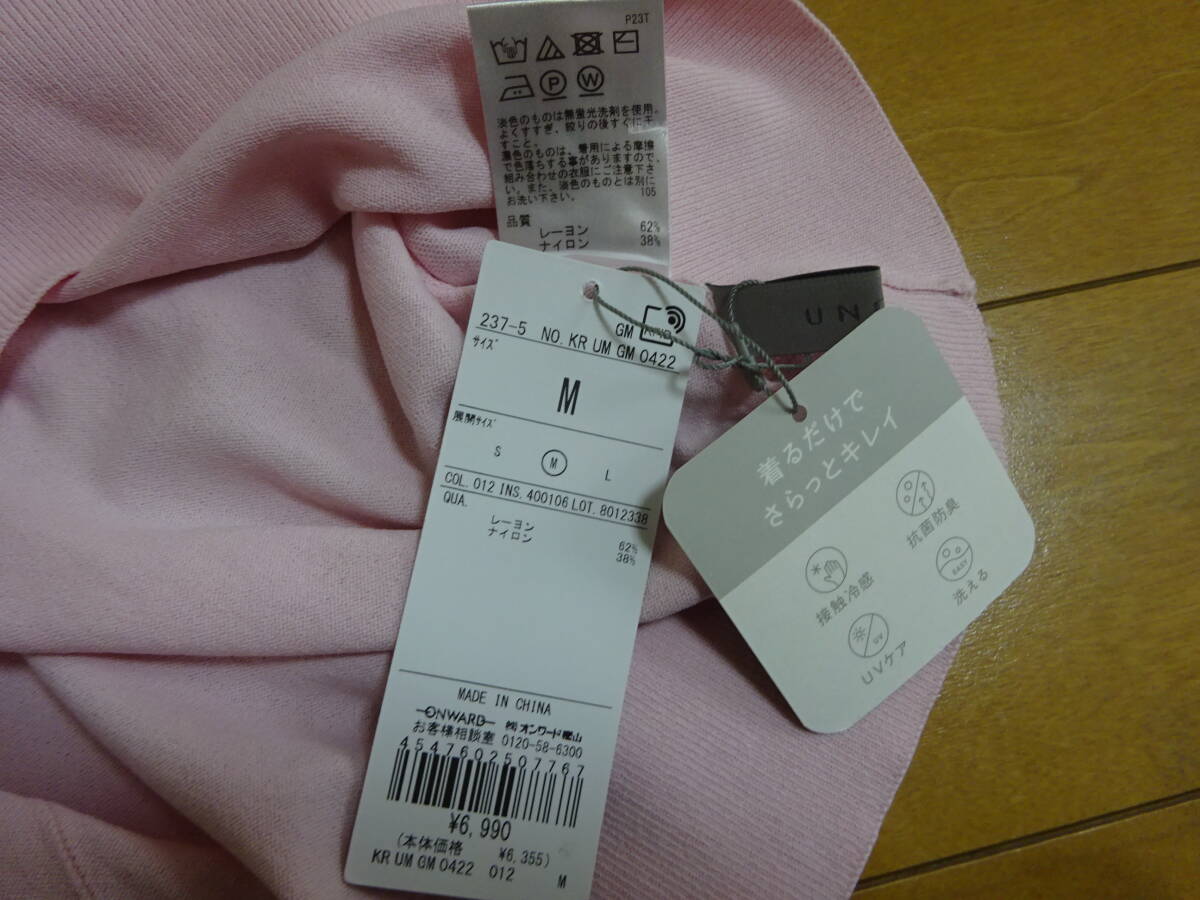 P23T
P
W
淡色のものは無蛍光洗剤を使用。
よくすすぎ、絞りの後すぐに干
すこと。
濃色のものは、着用による摩擦
で色落ちする事がありますので、
組み合わせの衣服にご注意下さ
い。また、淡色のものとは別に
お洗い下さい。 105
品質
レーヨン 62%
ナイロン 38%
UN
GM
237-5 NO. KR UM GM 0422
サイズ
M
展開サイズ
S M L
COL. 012 INS. 400106 LOT. 8012338
QUA.
レーヨン 62%
ナイロン 38%
MADE IN CHINA
ONWARD ㈱オンワード樫山
お客様相談室 0120-58-6300
4547602507767
¥6,990
(本体価格 ¥6,355)
KR UM GM 0422 012 M
着るだけで
さらっとキレイ
抗菌防臭
接触冷感
EASY
洗える
UV
UVケア